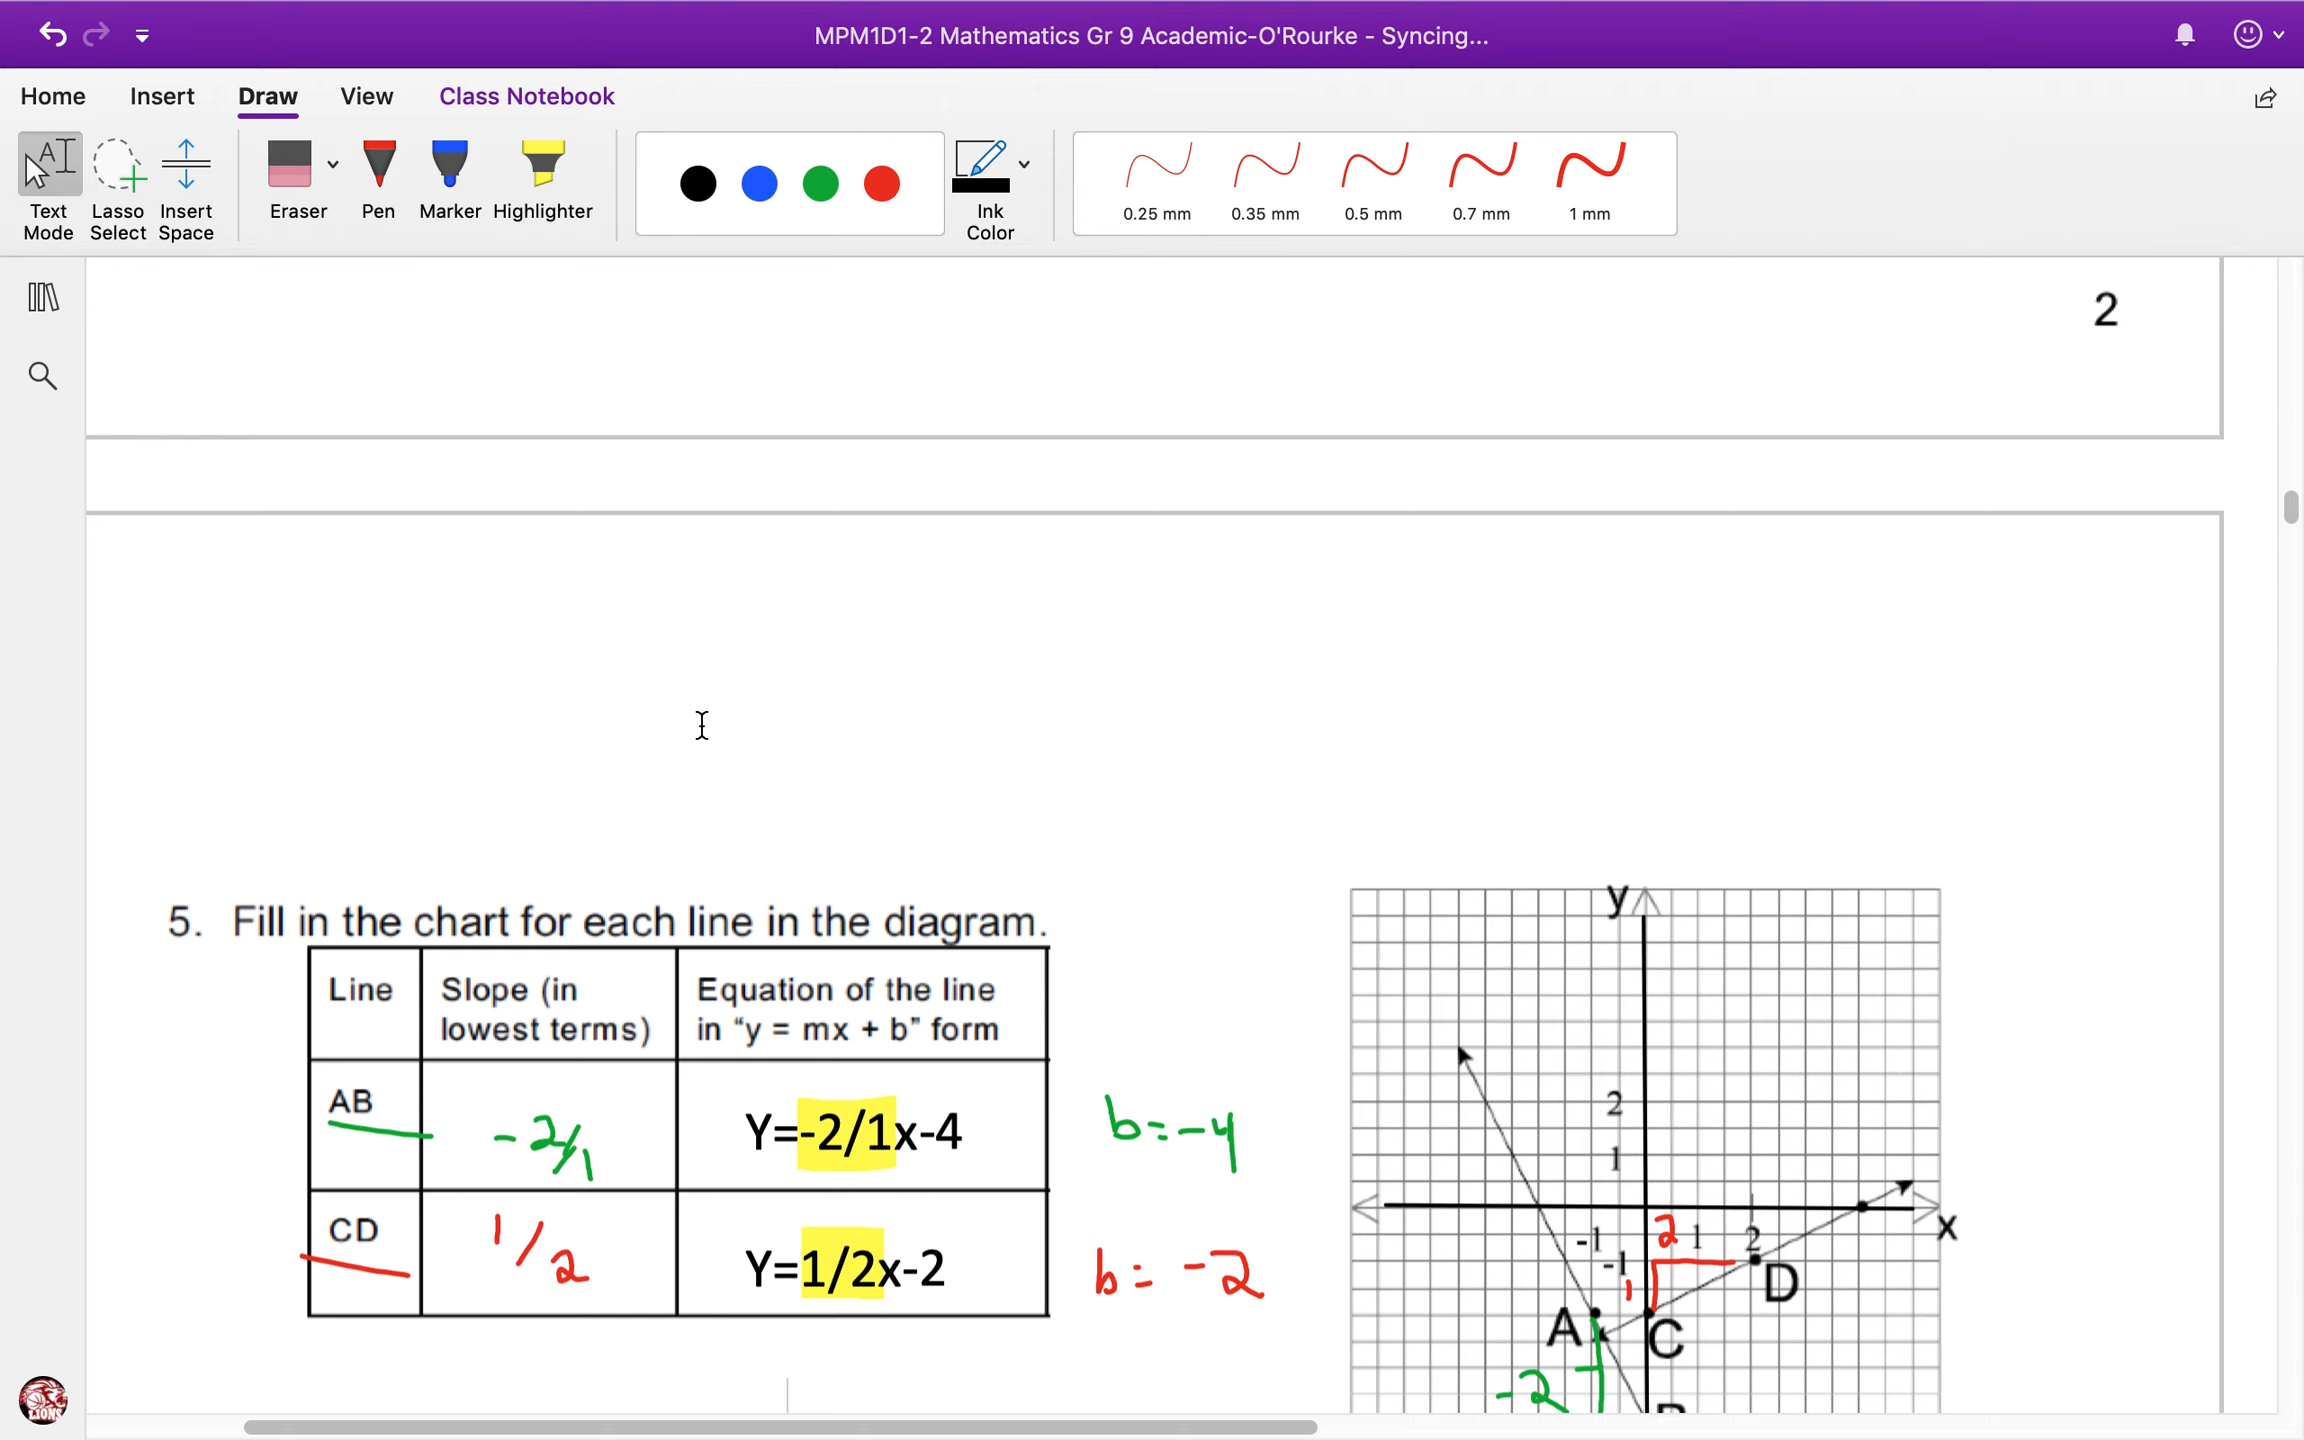 MPM1D1-2 Mathematics Gr 9 Academic-O'Rourke - Syncing...
Home Insert Draw View Class Notebook
Text Mode
Lasso Select
Insert Space
Eraser
Pen
Marker
Highlighter
Ink Color
0.25 mm
0.35 mm
0.5 mm
0.7 mm
1 mm
2
5. Fill in the chart for each line in the diagram.
Line
Slope (in
lowest terms)
Equation of the line
in “y = mx + b” form
AB
-2/1
Y=-2/1x-4
b=-4
CD
1/2
Y=1/2x-2
b= -2
y
2
1
-1
2
1
2
x
-1
1
D
A
C
-2
LIONS